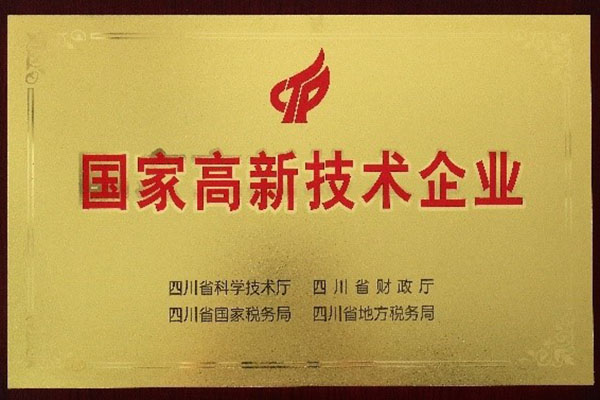 国家高新技术企业
四川省科学技术厅 四川省财政厅
四川省国家税务局 四川省地方税务局